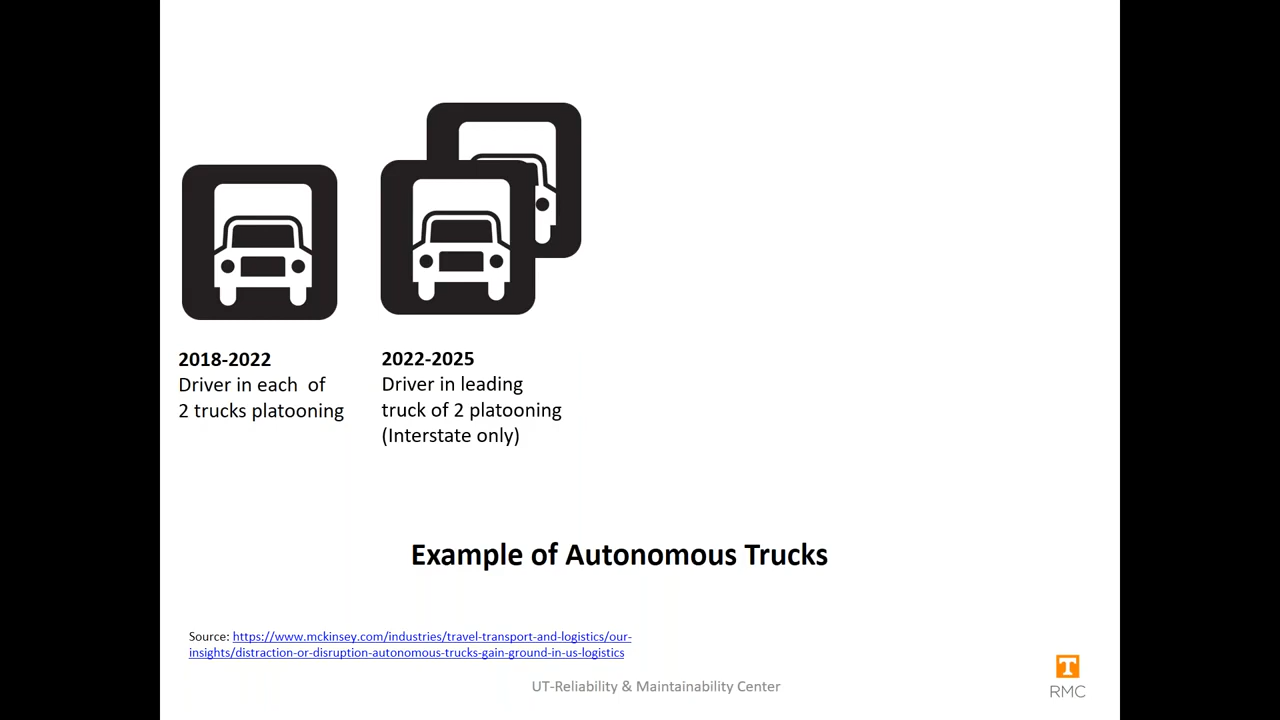 2018-2022
Driver in each  of
2 trucks platooning
2022-2025
Driver in leading
truck of 2 platooning
(Interstate only)
Example of Autonomous Trucks
Source: https://www.mckinsey.com/industries/travel-transport-and-logistics/our-
insights/distraction-or-disruption-autonomous-trucks-gain-ground-in-us-logistics
UT-Reliability & Maintainability Center
T
RMC